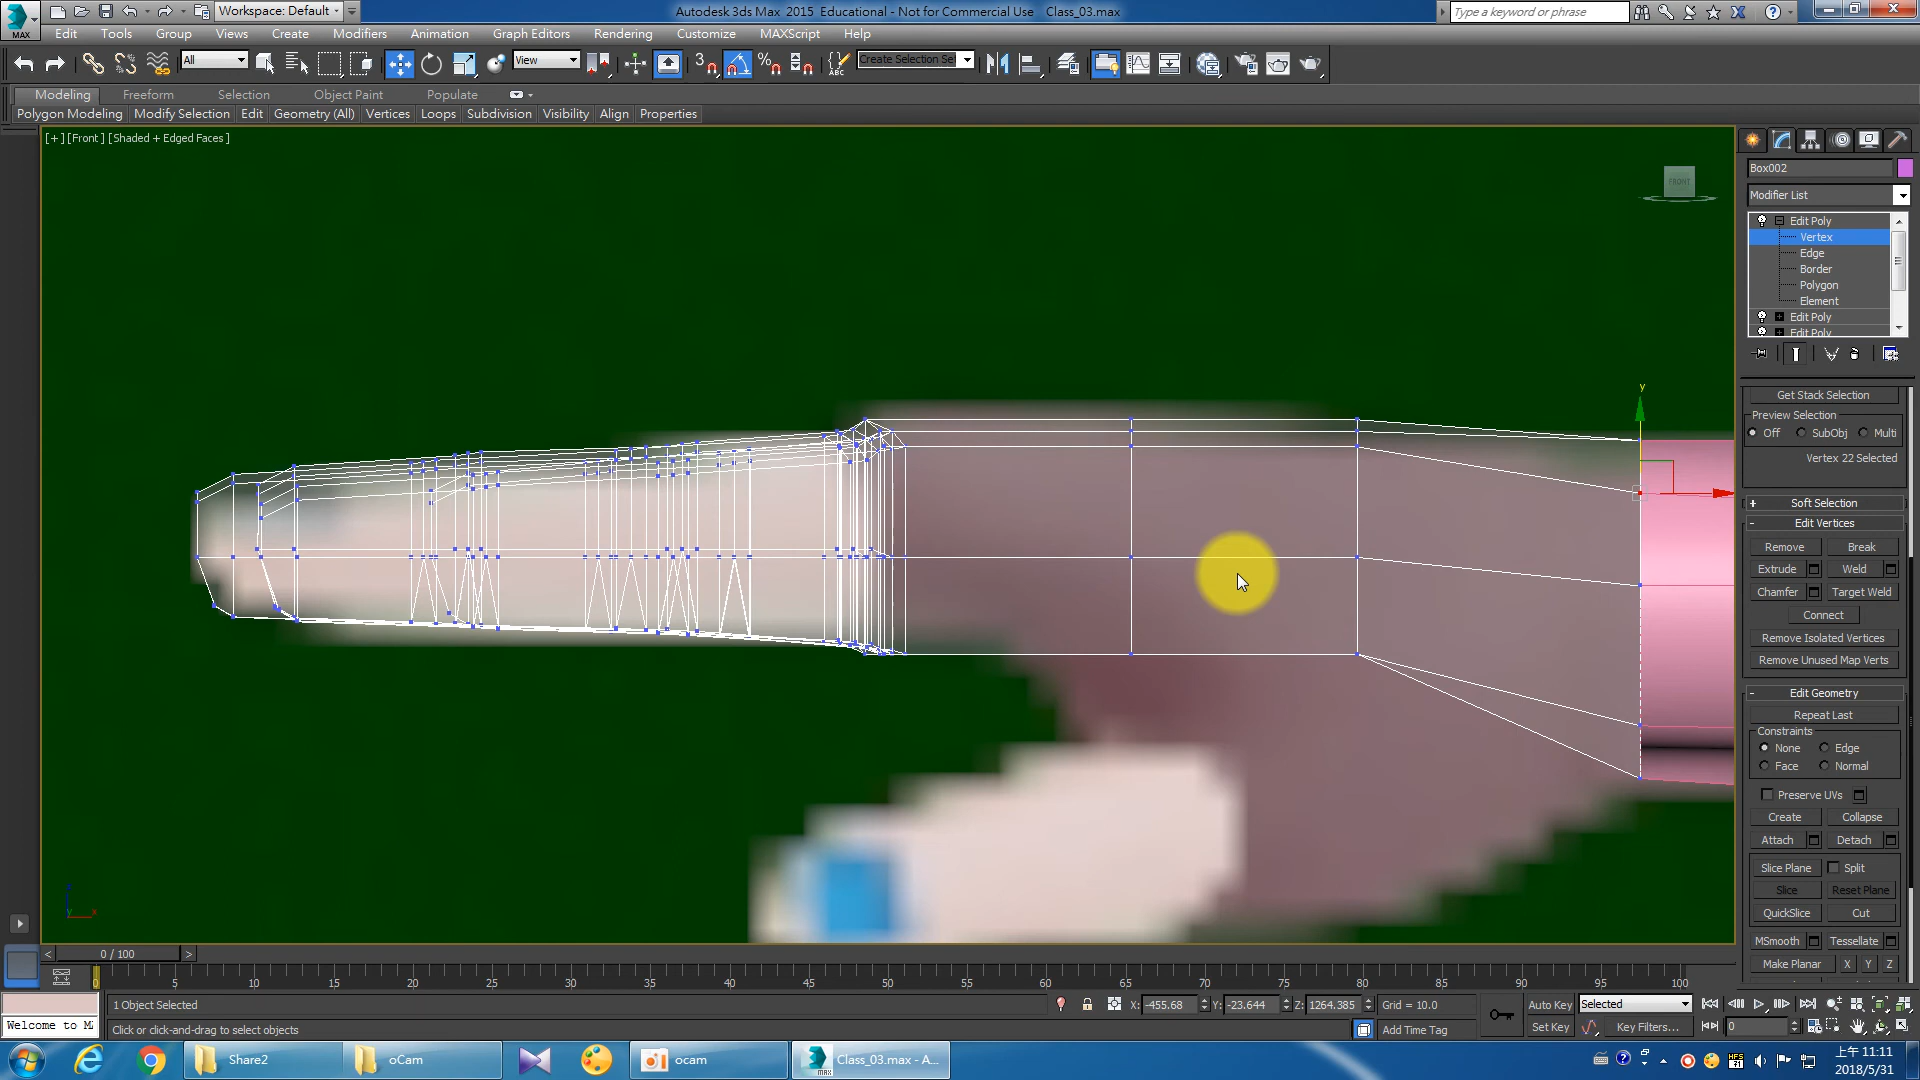 MAX
Workspace: Default
Autodesk 3ds Max 2015 Educational - Not for Commercial Use Class_03.max
Type a keyword or phrase
Edit Tools Group Views Create Modifiers Animation Graph Editors Rendering Customize MAXScript Help
All
View
3
Create Selection Se
Modeling Freeform Selection Object Paint Populate
Polygon Modeling Modify Selection Edit Geometry (All) Vertices Loops Subdivision Visibility Align Properties
[+] [Front] [Shaded + Edged Faces]
FRONT
y
Box002
Modifier List
Edit Poly
Vertex
Edge
Border
Polygon
Element
Edit Poly
Edit Poly
Get Stack Selection
Preview Selection
Off SubObj Multi
Vertex 22 Selected
+ Soft Selection
- Edit Vertices
Remove Break
Extrude Weld
Chamfer Target Weld
Connect
Remove Isolated Vertices
Remove Unused Map Verts
- Edit Geometry
Repeat Last
Constraints
None Edge
Face Normal
Preserve UVs
Create Collapse
Attach Detach
Slice Plane Split
Slice Reset Plane
QuickSlice Cut
MSmooth Tessellate
Make Planar X Y Z
< 0 / 100 >
0 5 10 15 20 25 30 35 40 45 50 55 60 65 70 75 80 85 90 95 100
1 Object Selected
X: -455.68 Y: -23.644 Z: 1264.385 Grid = 10.0 Auto Key Selected
Welcome to M
Click or click-and-drag to select objects
Add Time Tag Set Key Key Filters... 0
Share2 oCam ocam Class_03.max - A...
上午 11:11
2018/5/31